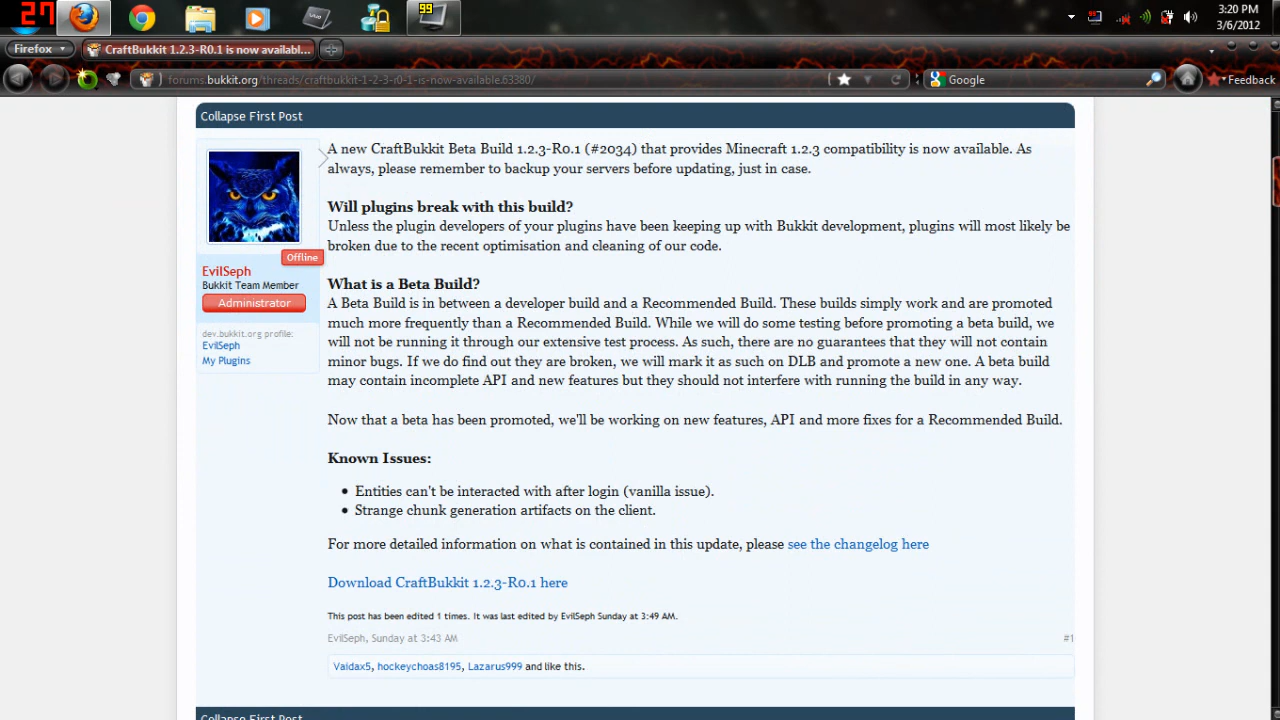 27
99
3:20 PM
3/6/2012
Firefox
CraftBukkit 1.2.3-R0.1 is now availabl...
forums.bukkit.org/threads/craftbukkit-1-2-3-r0-1-is-now-available.63380/
Google
Feedback
Collapse First Post
A new CraftBukkit Beta Build 1.2.3-R0.1 (#2034) that provides Minecraft 1.2.3 compatibility is now available. As
always, please remember to backup your servers before updating, just in case.
Will plugins break with this build?
Unless the plugin developers of your plugins have been keeping up with Bukkit development, plugins will most likely be
broken due to the recent optimisation and cleaning of our code.
Offline
EvilSeph
Bukkit Team Member
Administrator
dev.bukkit.org profile:
EvilSeph
My Plugins
What is a Beta Build?
A Beta Build is in between a developer build and a Recommended Build. These builds simply work and are promoted
much more frequently than a Recommended Build. While we will do some testing before promoting a beta build, we
will not be running it through our extensive test process. As such, there are no guarantees that they will not contain
minor bugs. If we do find out they are broken, we will mark it as such on DLB and promote a new one. A beta build
may contain incomplete API and new features but they should not interfere with running the build in any way.
Now that a beta has been promoted, we'll be working on new features, API and more fixes for a Recommended Build.
Known Issues:
Entities can't be interacted with after login (vanilla issue).
Strange chunk generation artifacts on the client.
For more detailed information on what is contained in this update, please see the changelog here
Download CraftBukkit 1.2.3-R0.1 here
This post has been edited 1 times. It was last edited by EvilSeph Sunday at 3:49 AM.
EvilSeph, Sunday at 3:43 AM
#1
Vaidax5, hockeychoas8195, Lazarus999 and like this.
Collapse First Post